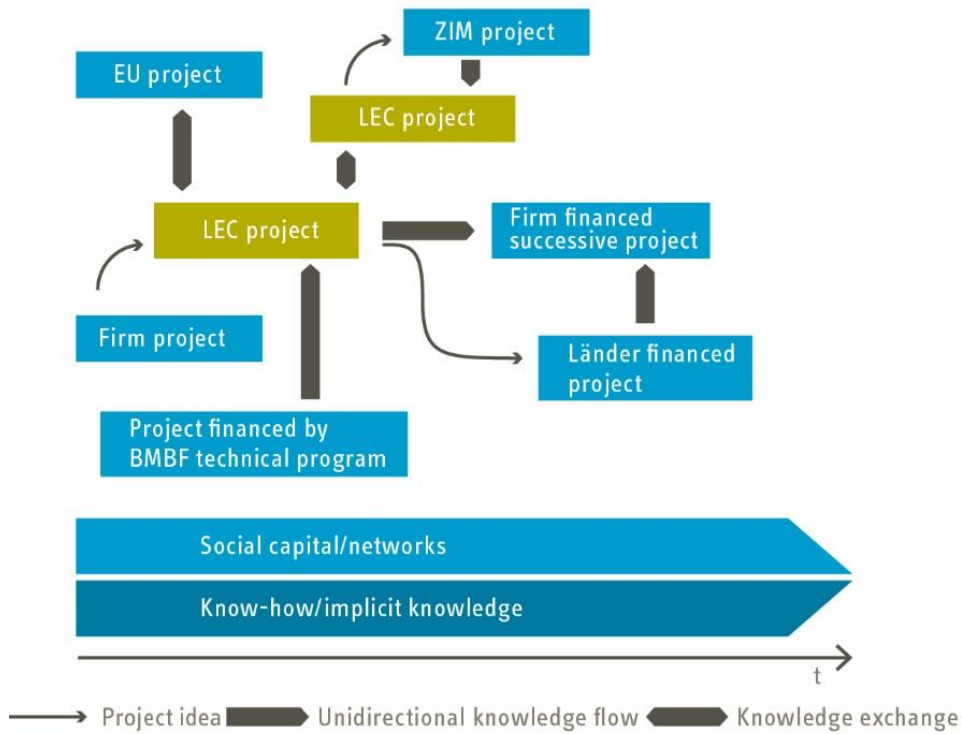 ZIM project
EU project
LEC project
LEC project
Firm financed
successive project
Firm project
Länder financed
project
Project financed by
BMBF technical program
Social capital/networks
Know-how/implicit knowledge
t
Project idea
Unidirectional knowledge flow
Knowledge exchange